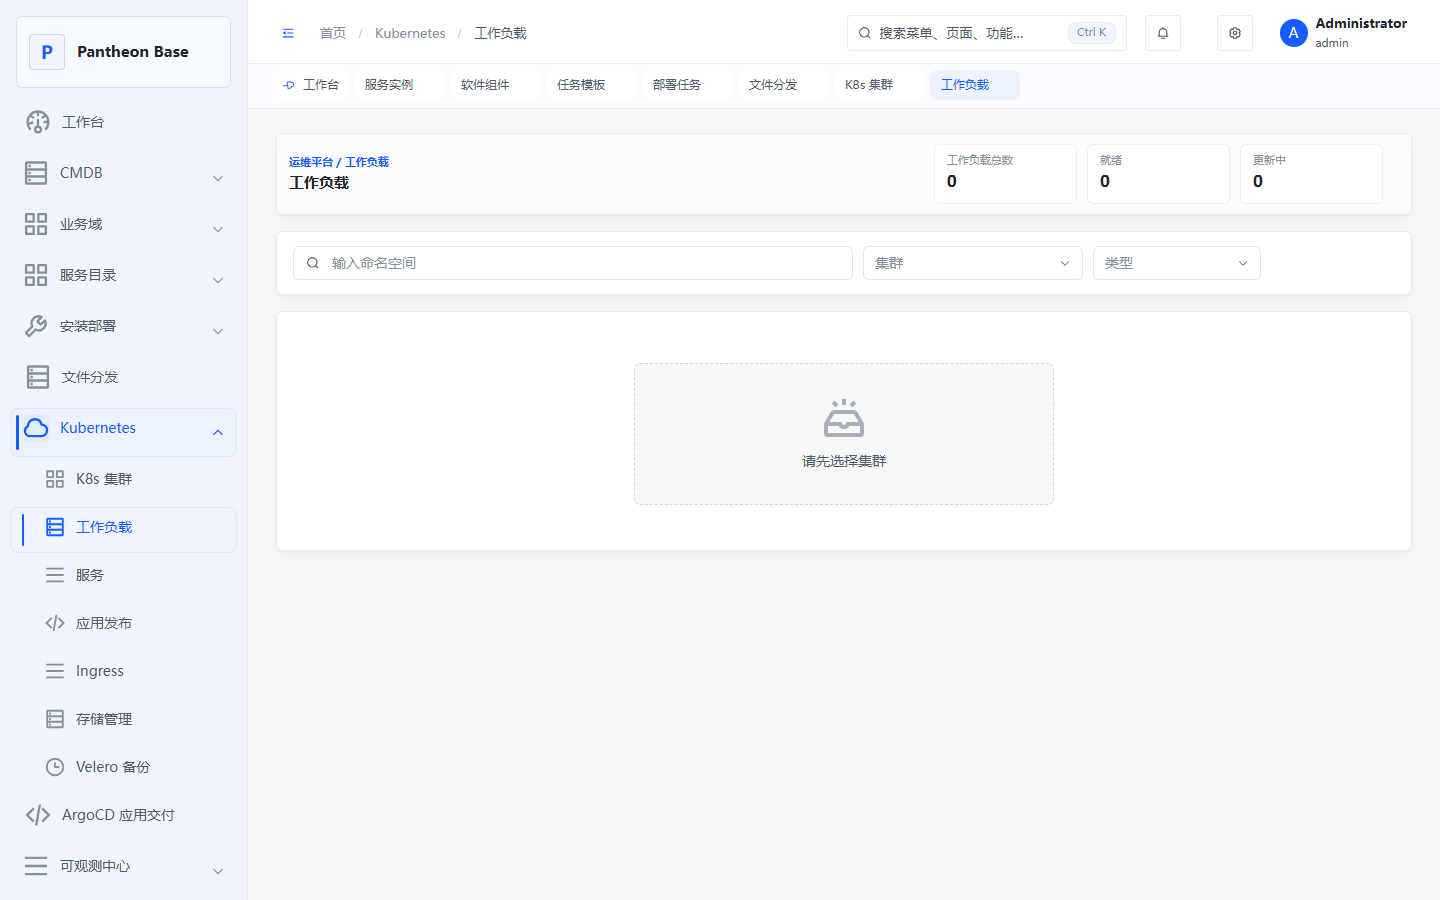 P Pantheon Base
工作台
CMDB
业务域
服务目录
安装部署
文件分发
Kubernetes
K8s 集群
工作负载
服务
应用发布
Ingress
存储管理
Velero 备份
ArgoCD 应用交付
可观测中心
首页 / Kubernetes / 工作负载
搜索菜单、页面、功能... Ctrl K
A Administrator
admin
工作台 服务实例 软件组件 任务模板 部署任务 文件分发 K8s 集群 工作负载
运维平台 / 工作负载
工作负载
工作负载总数
0
就绪
0
更新中
0
输入命名空间 集群 类型
请先选择集群